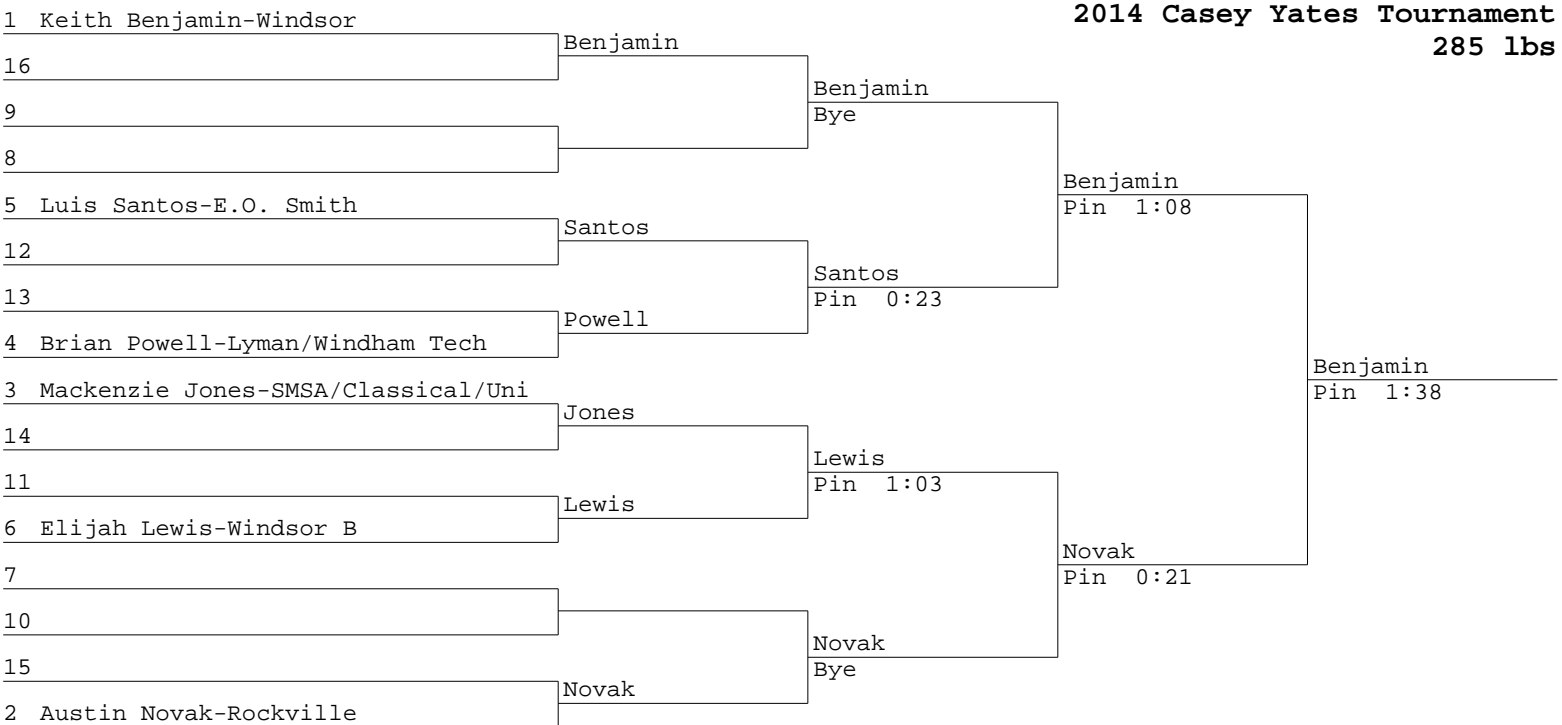 2014 Casey Yates Tournament
285 lbs
1 Keith Benjamin-Windsor
16
9
8
5 Luis Santos-E.O. Smith
12
13
4 Brian Powell-Lyman/Windham Tech
3 Mackenzie Jones-SMSA/Classical/Uni
14
11
6 Elijah Lewis-Windsor B
7
10
15
2 Austin Novak-Rockville
Benjamin
Santos
Powell
Jones
Lewis
Novak
Benjamin
Bye
Santos
Pin 0:23
Lewis
Pin 1:03
Novak
Bye
Benjamin
Pin 1:08
Novak
Pin 0:21
Benjamin
Pin 1:38